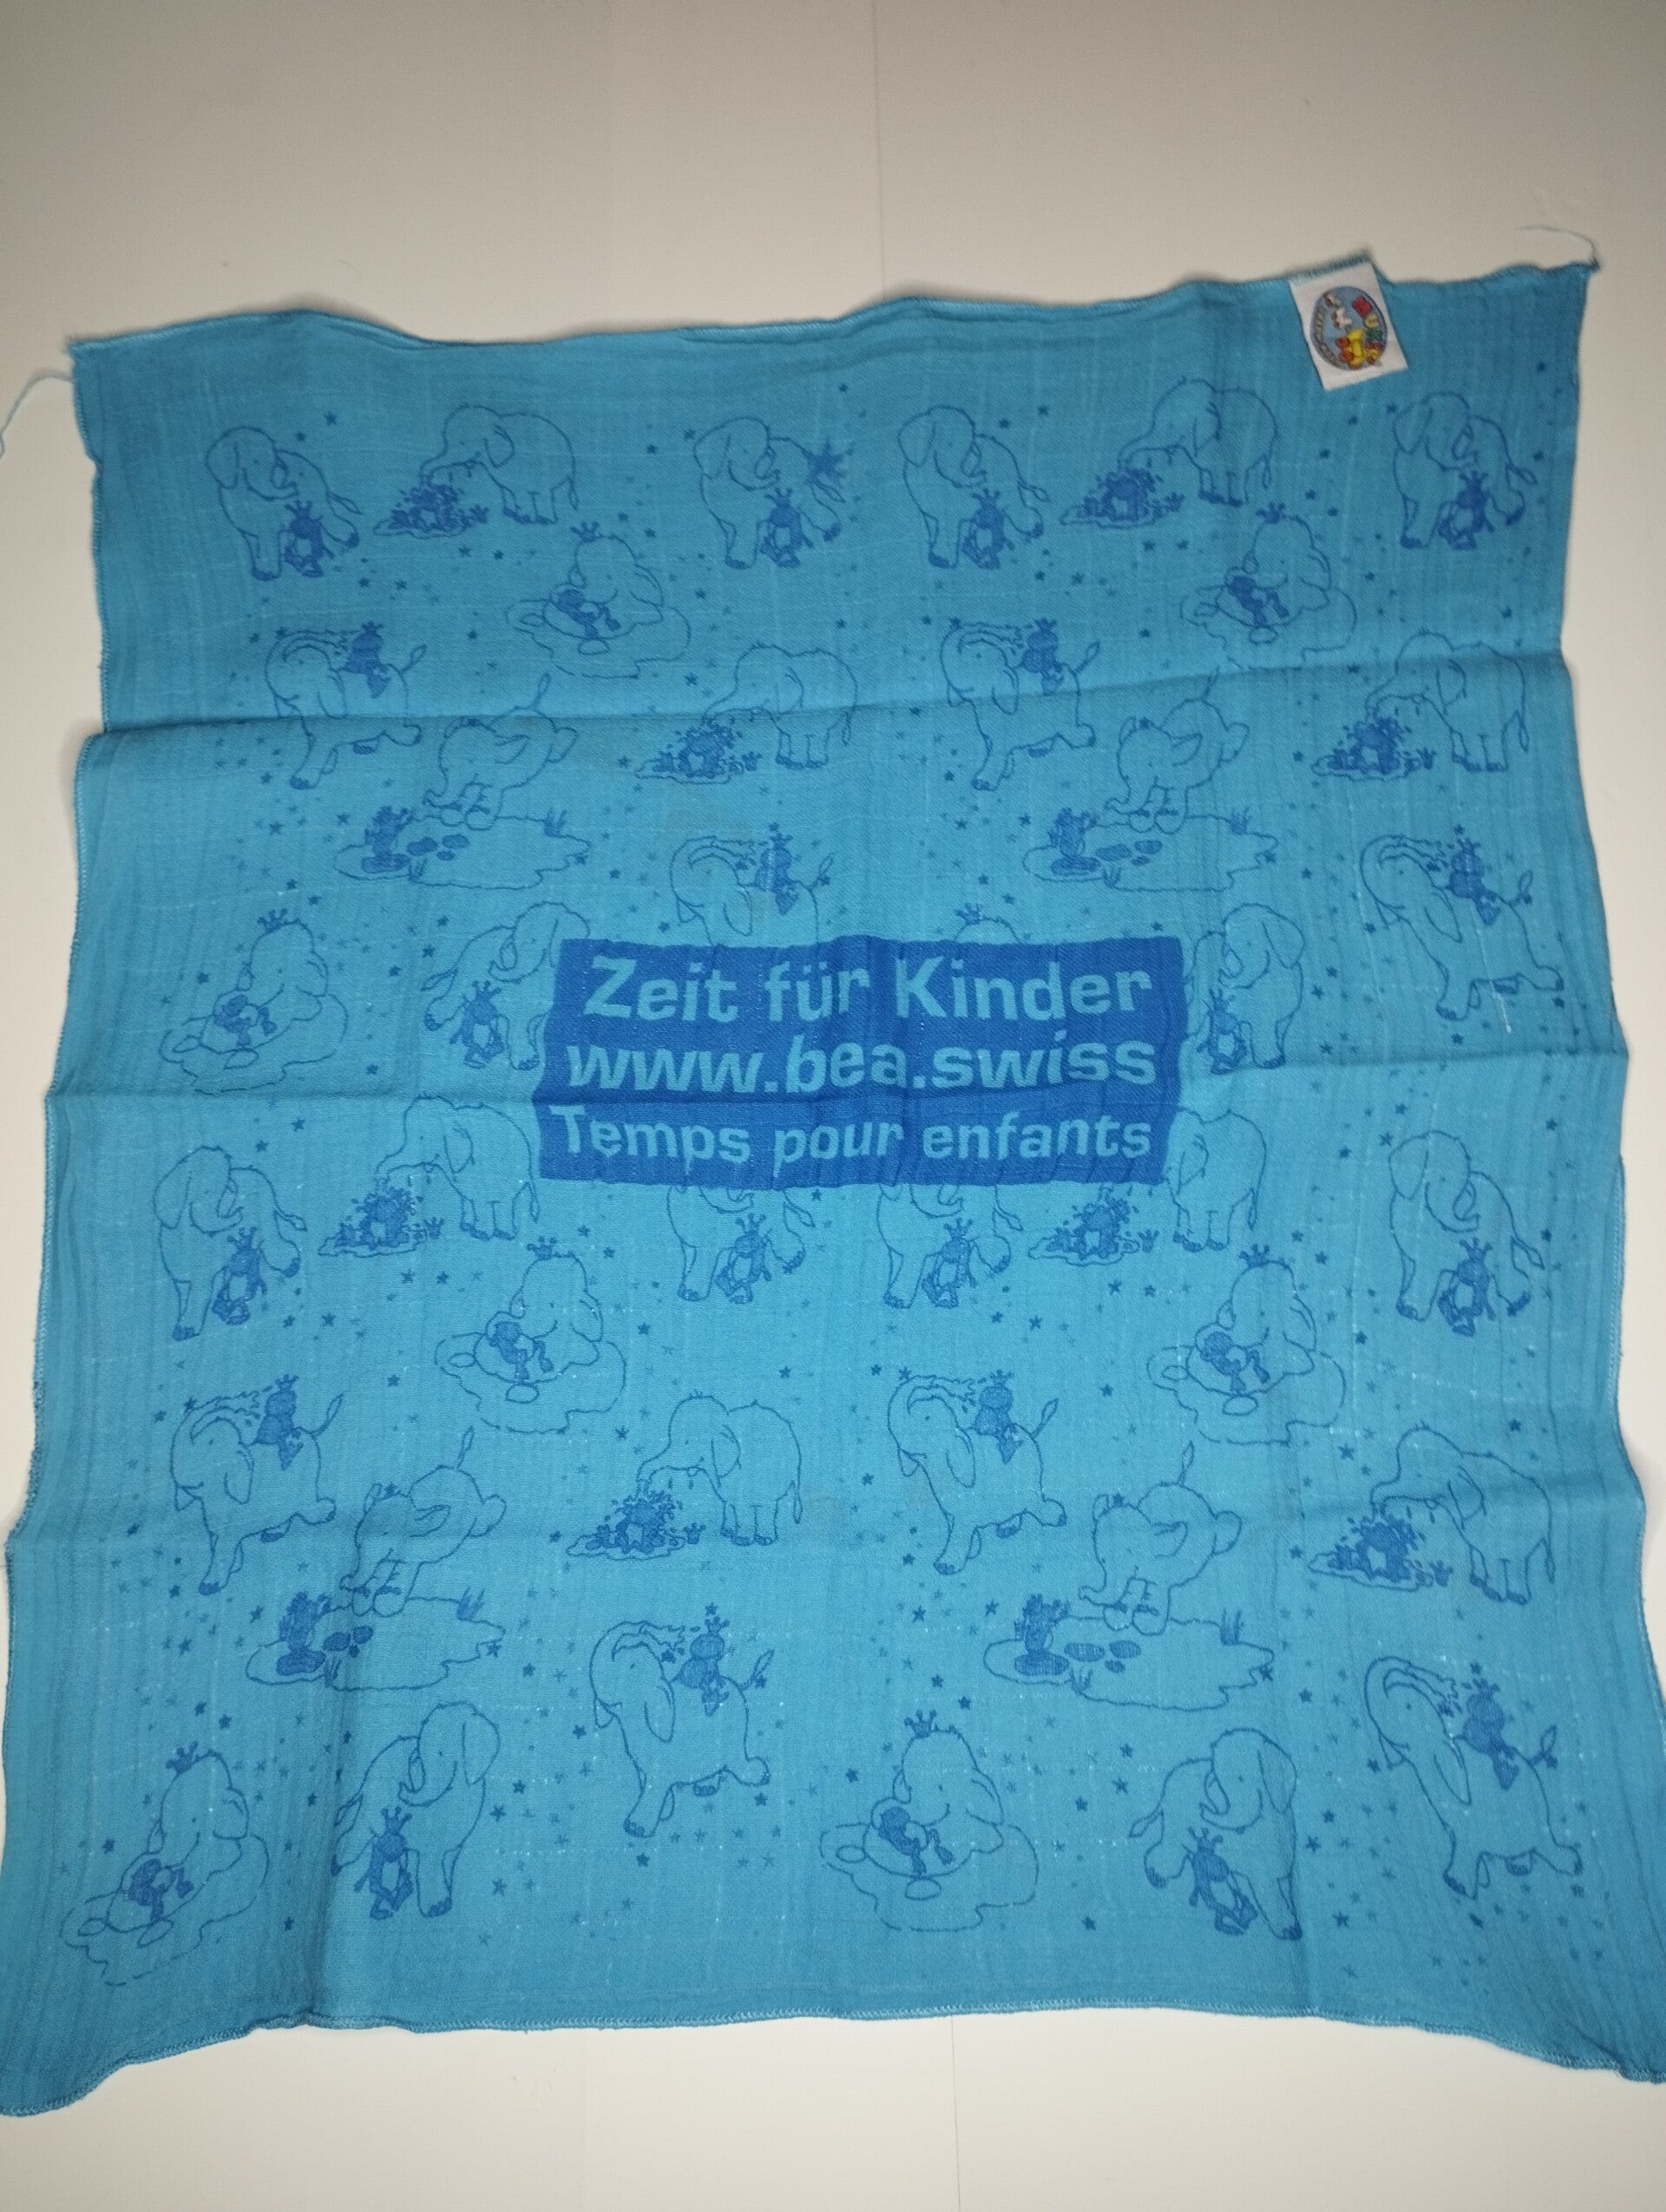 Zeit für Kinder
www.bea.swiss
Temps pour enfants